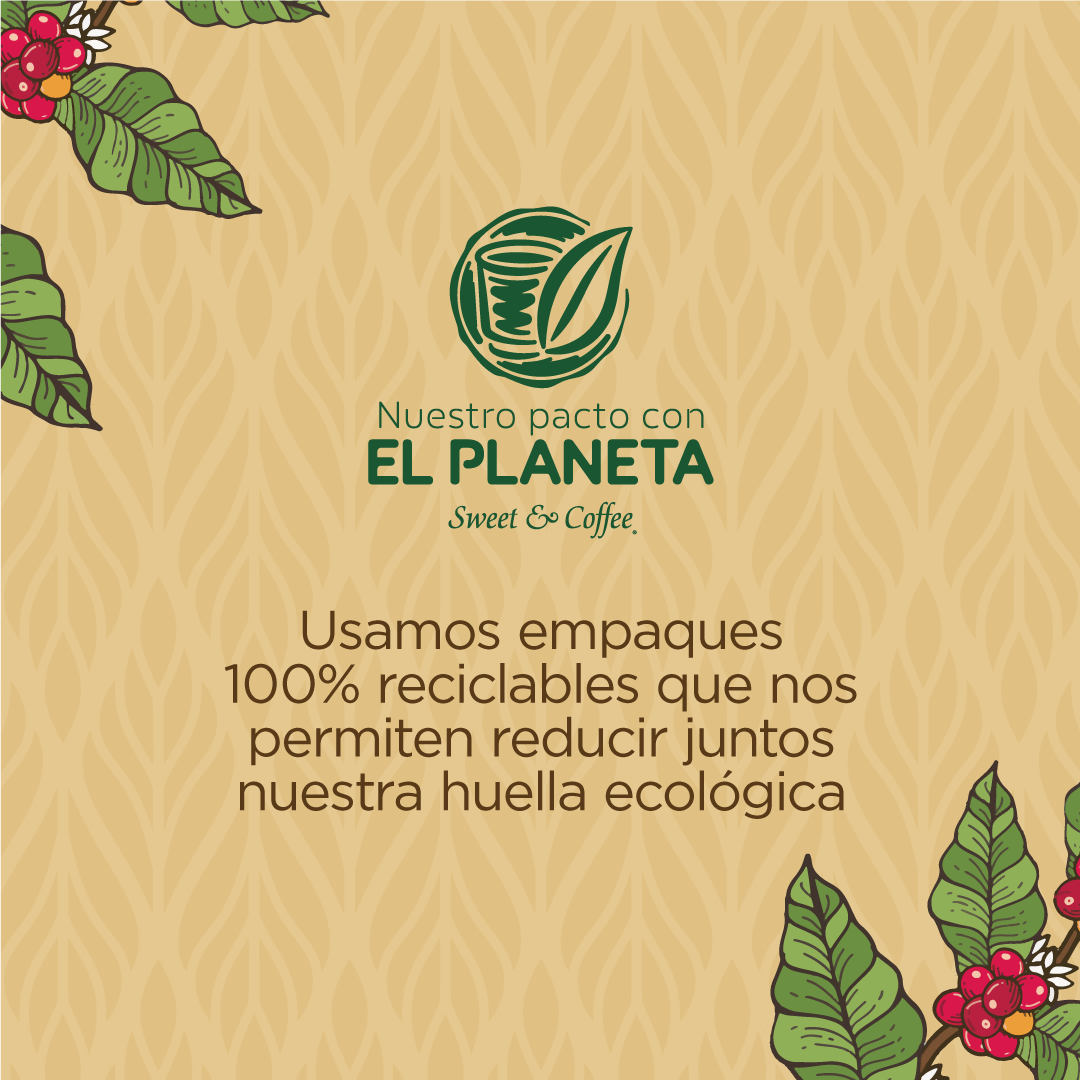 Nuestro pacto con
EL PLANETA
Sweet & Coffee
Usamos empaques
100% reciclables que nos
permiten reducir juntos
nuestra huella ecológica